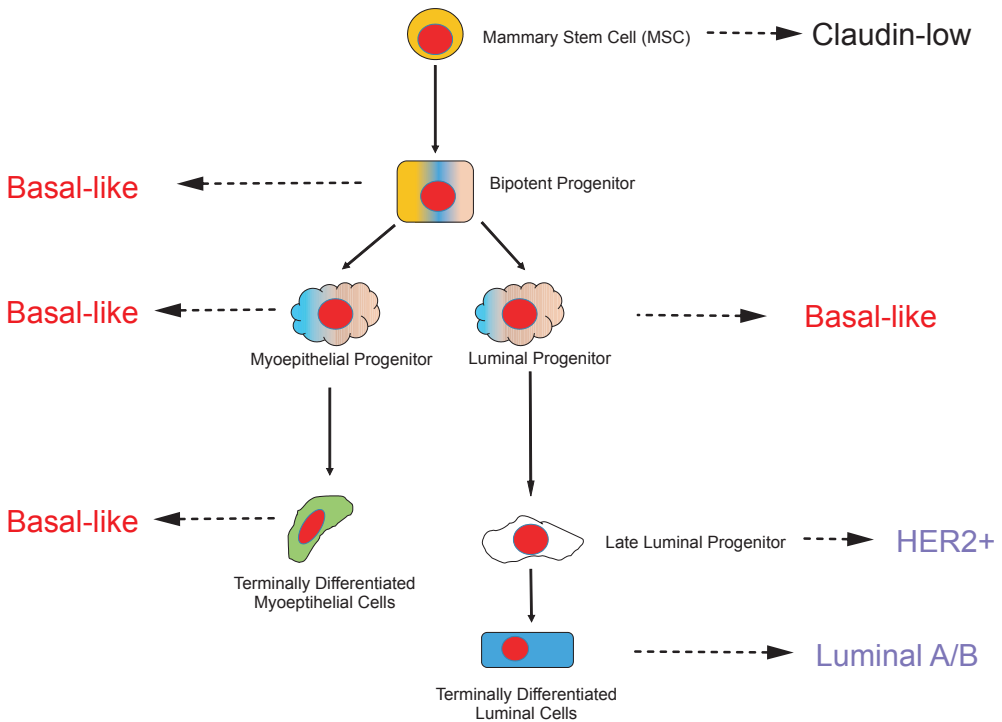 Mammary Stem Cell (MSC)
Claudin-low
Basal-like
Bipotent Progenitor
Basal-like
Basal-like
Myoepithelial Progenitor
Luminal Progenitor
Basal-like
Late Luminal Progenitor
HER2+
Terminally Differentiated
Myoeptihelial Cells
Luminal A/B
Terminally Differentiated
Luminal Cells